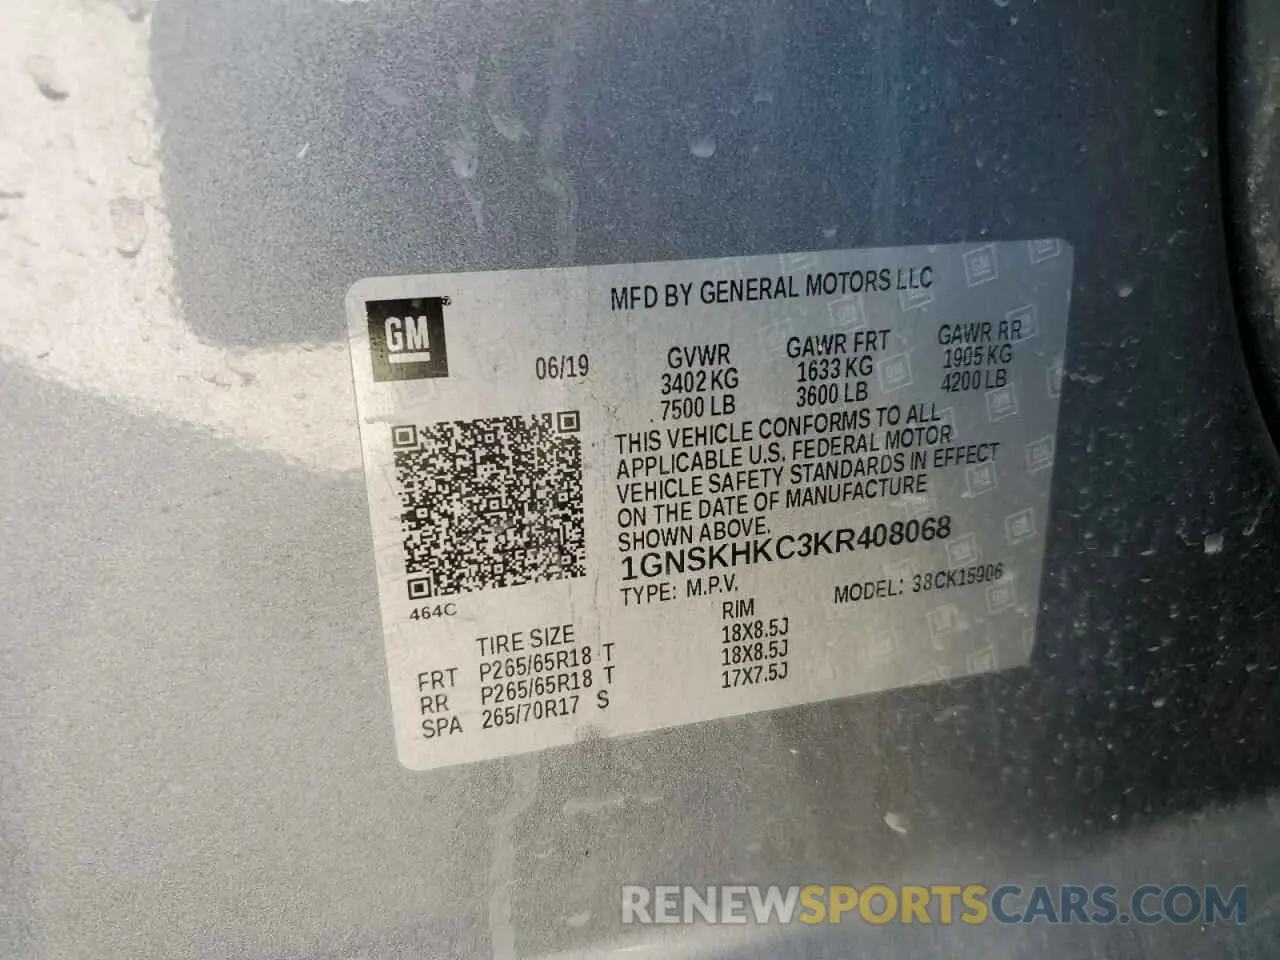 MFD BY GENERAL MOTORS LLC
GM
06/19
GVWR GAWR FRT GAWR RR
3402 KG 1633 KG 1905 KG
7500 LB 3600 LB 4200 LB
THIS VEHICLE CONFORMS TO ALL
APPLICABLE U.S. FEDERAL MOTOR
VEHICLE SAFETY STANDARDS IN EFFECT
ON THE DATE OF MANUFACTURE
SHOWN ABOVE.
1GNSKHKC3KR408068
TYPE: M.P.V. MODEL: 38CK15906
464C
TIRE SIZE RIM
FRT P265/65R18 T 18X8.5J
RR P265/65R18 T 18X8.5J
SPA 265/70R17 S 17X7.5J
RENEWSPORTSCARS.COM